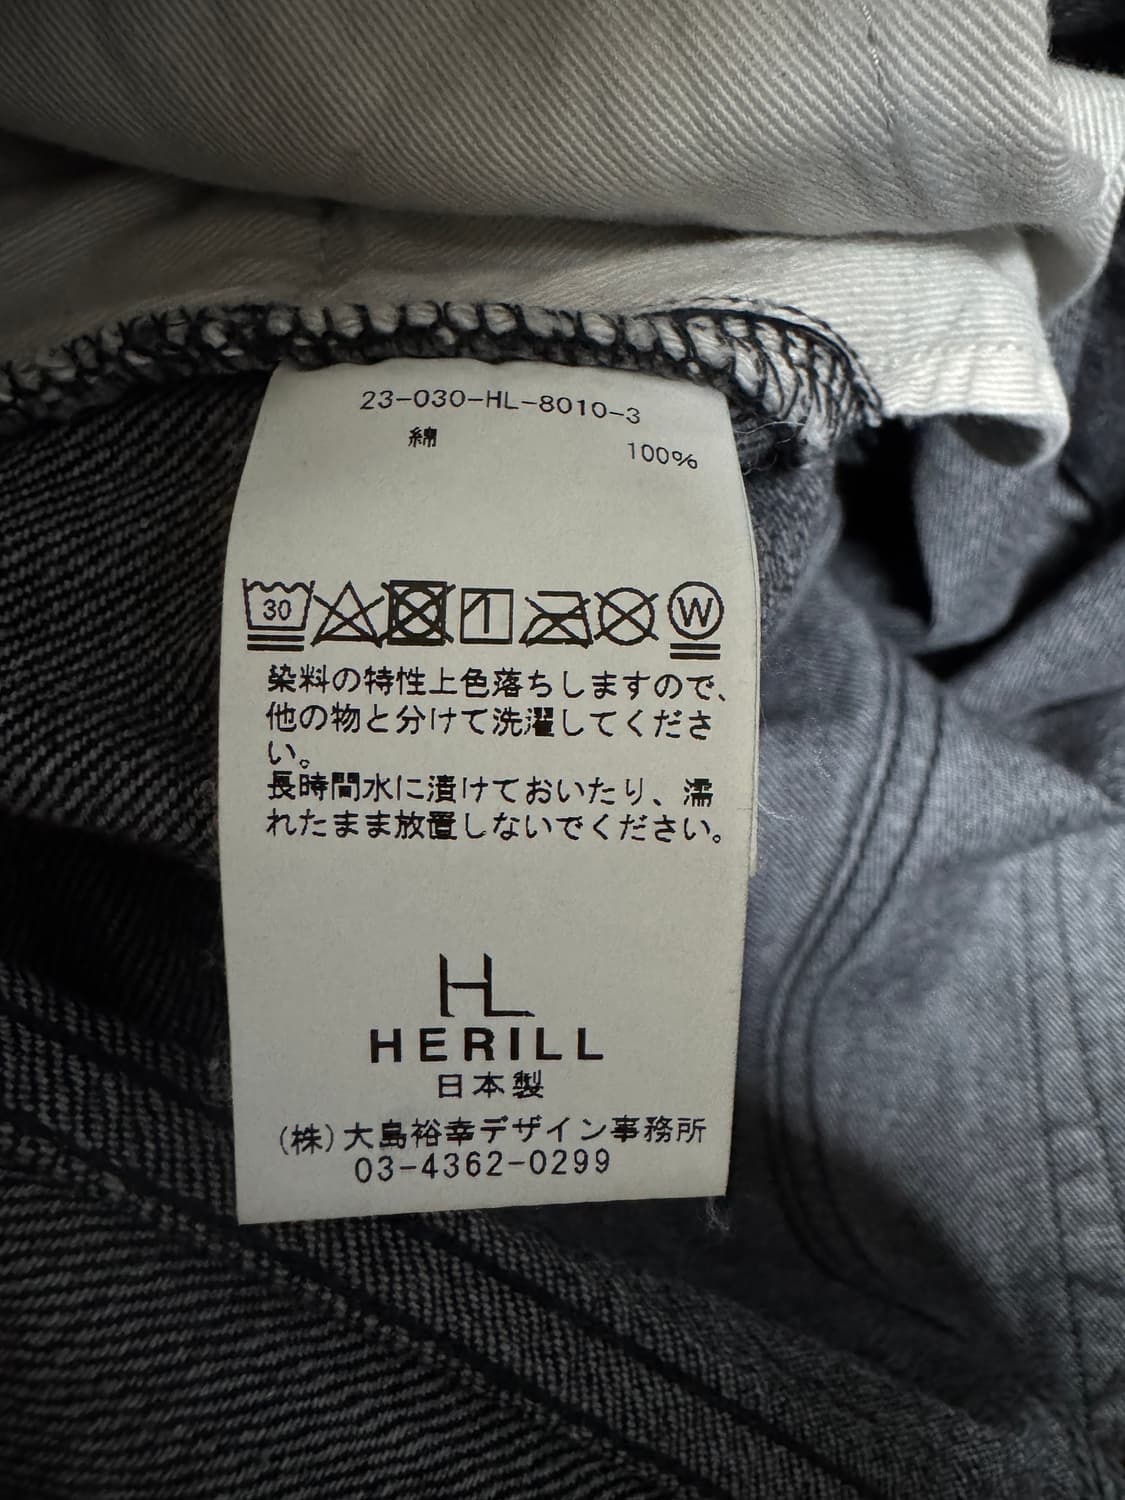 23-030-HL-8010-3
綿 100%
30
W
染料の特性上色落ちしますので、
他の物と分けて洗濯してくださ
い。
長時間水に漬けておいたり、濡
れたまま放置しないでください。
HL
HERILL
日本製
(株)大島裕幸デザイン事務所
03-4362-0299